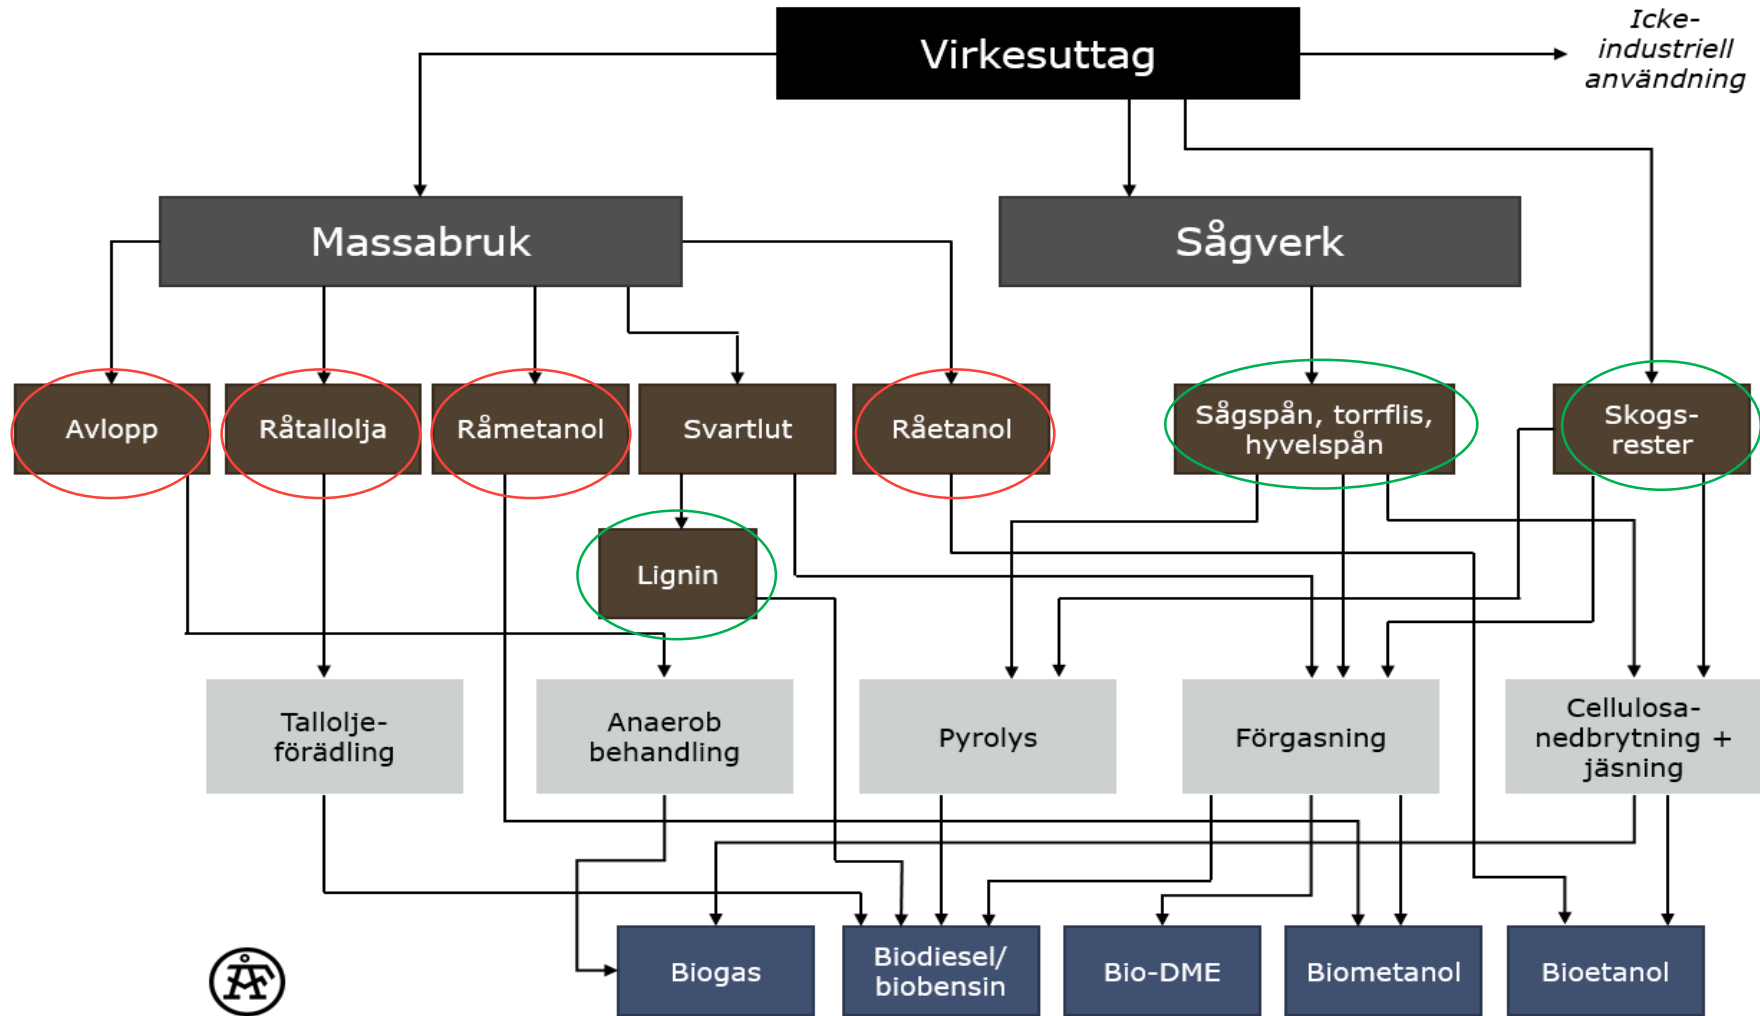 Virkesuttag
Icke-
industriell
användning
Massabruk
Sågverk
Avlopp
Råtallolja
Råmetanol
Svartlut
Råetanol
Sågspån, torrflis,
hyvelspån
Skogs-
rester
Lignin
Tallolje-
förädling
Anaerob
behandling
Pyrolys
Förgasning
Cellulosa-
nedbrytning +
jäsning
Biogas
Biodiesel/
biobensin
Bio-DME
Biometanol
Bioetanol
ÅF